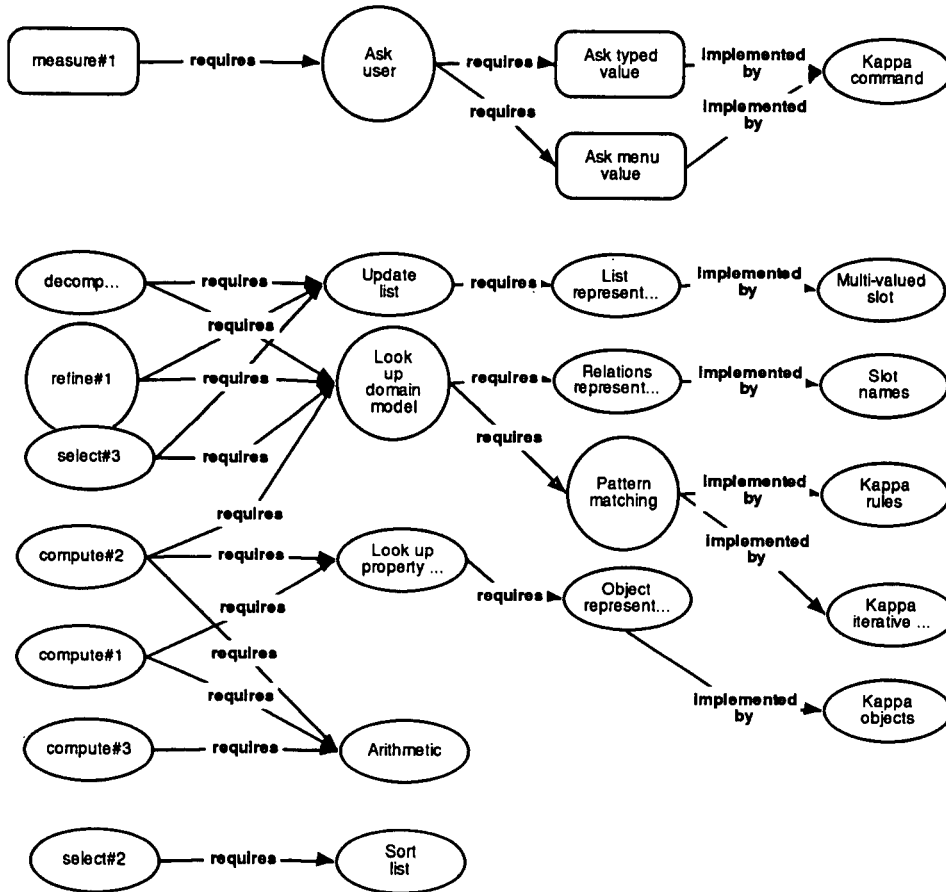 measure#1
requires
Ask
user
requires
Ask typed
value
Implemented
by
Kappa
command
requires
Implemented
by
Ask menu
value
decomp...
requires
Update
list
requires
List
represent...
Implemented
by
Multi-valued
slot
requires
requires
refine#1
requires
Look
up
domain
model
requires
Relations
represent...
Implemented
by
Slot
names
select#3
requires
requires
Pattern
matching
Implemented
by
Kappa
rules
requires
Implemented
by
compute#2
requires
Look up
property ...
requires
Object
represent...
Kappa
iterative ...
requires
compute#1
requires
requires
Implemented
by
Kappa
objects
compute#3
requires
Arithmetic
select#2
requires
Sort
list